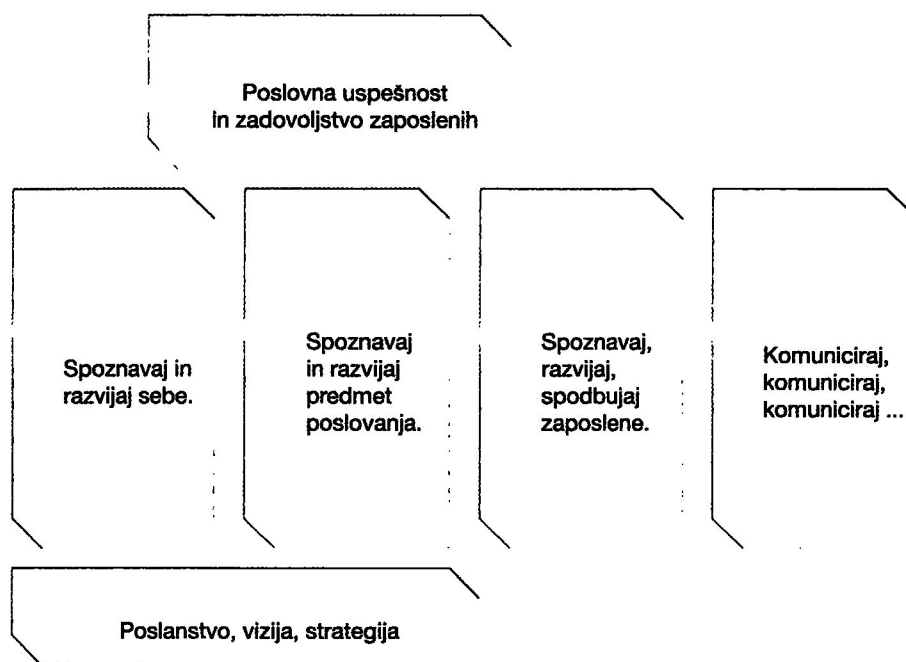 Poslovna uspešnost
in zadovoljstvo zaposlenih
Spoznavaj in
razvijaj sebe.
Spoznavaj
in razvijaj
predmet
poslovanja.
Spoznavaj,
razvijaj,
spodbujaj
zaposlene.
Komuniciraj,
komuniciraj,
komuniciraj ...
Poslanstvo, vizija, strategija